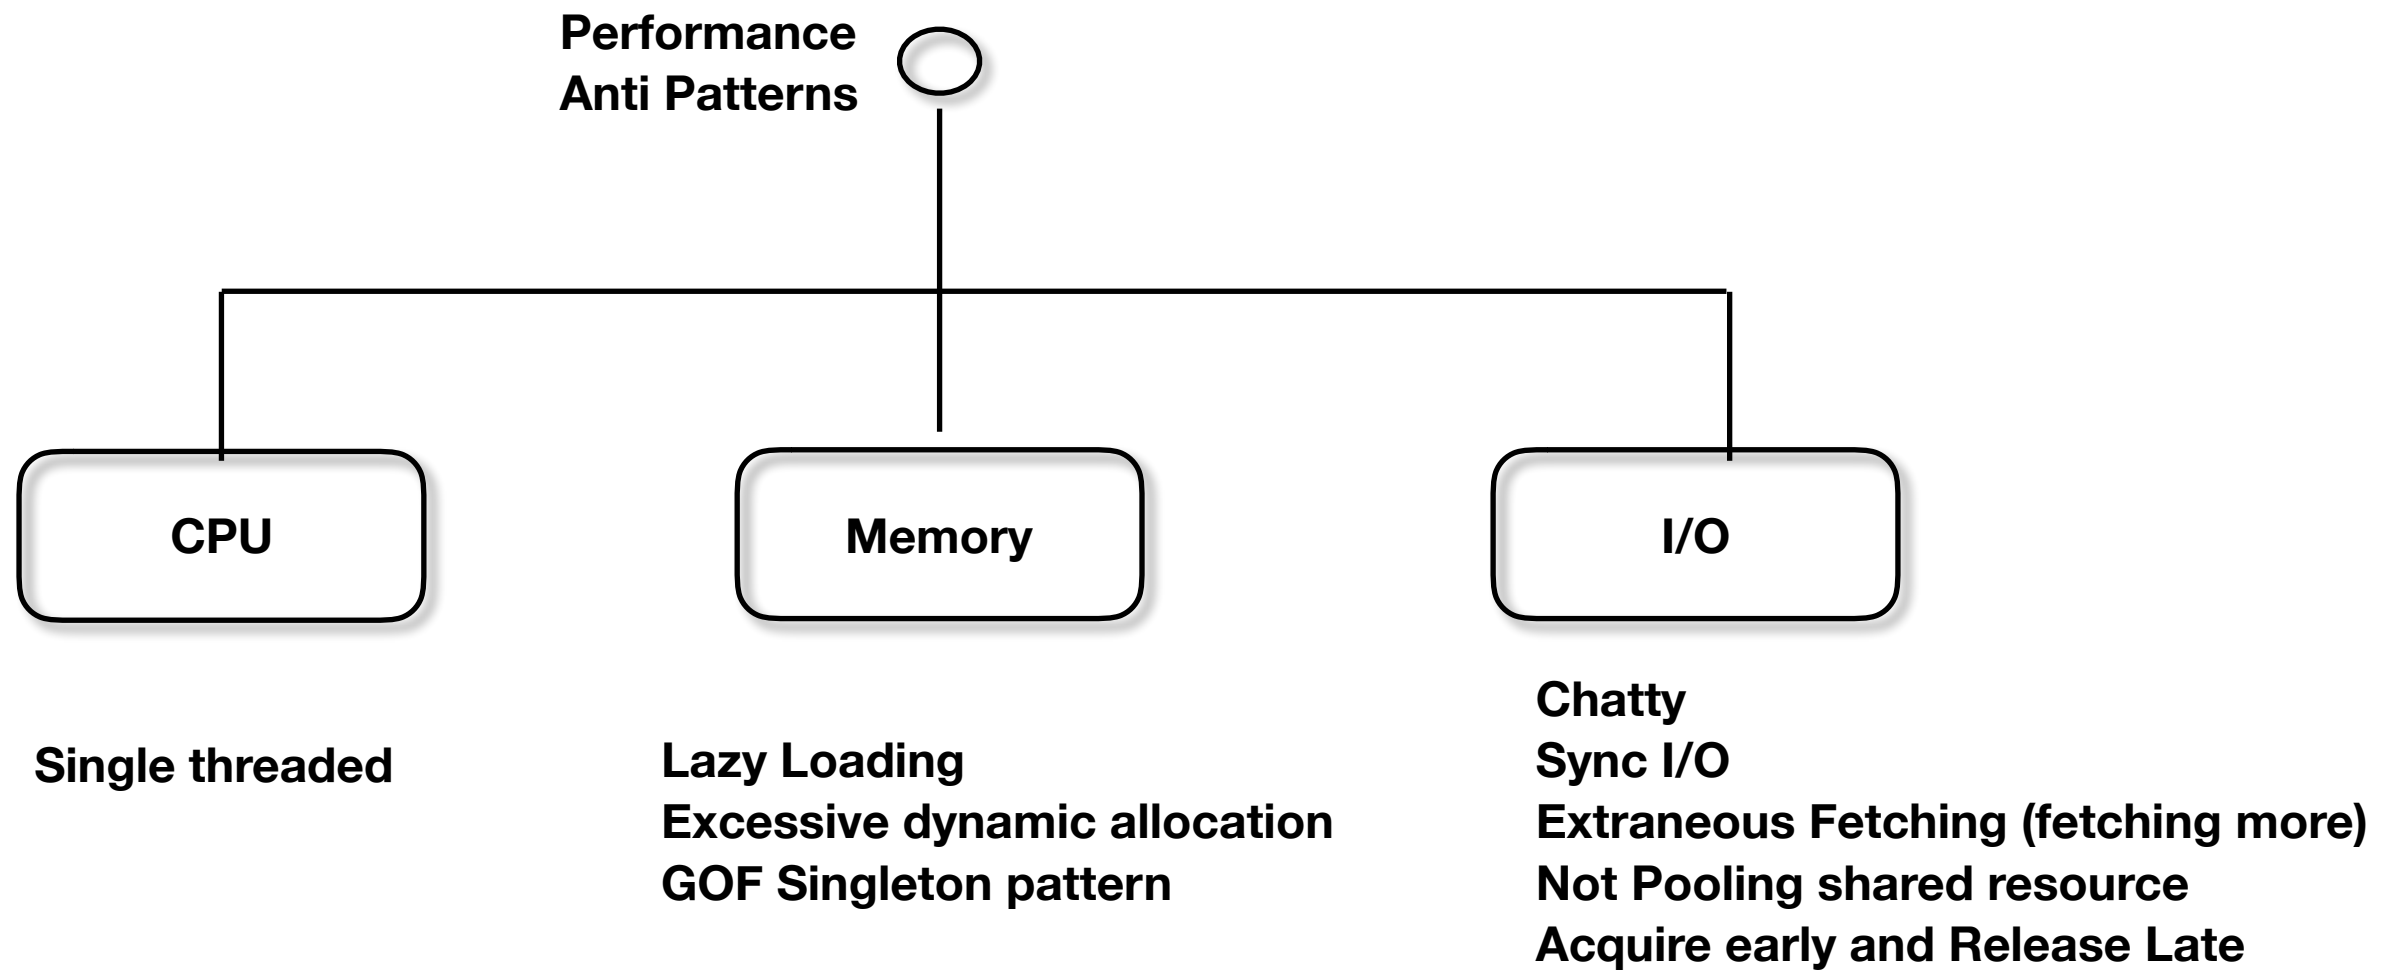 Performance
Anti Patterns
CPU
Memory
I/O
Single threaded
Lazy Loading
Excessive dynamic allocation
GOF Singleton pattern
Chatty
Sync I/O
Extraneous Fetching (fetching more)
Not Pooling shared resource
Acquire early and Release Late